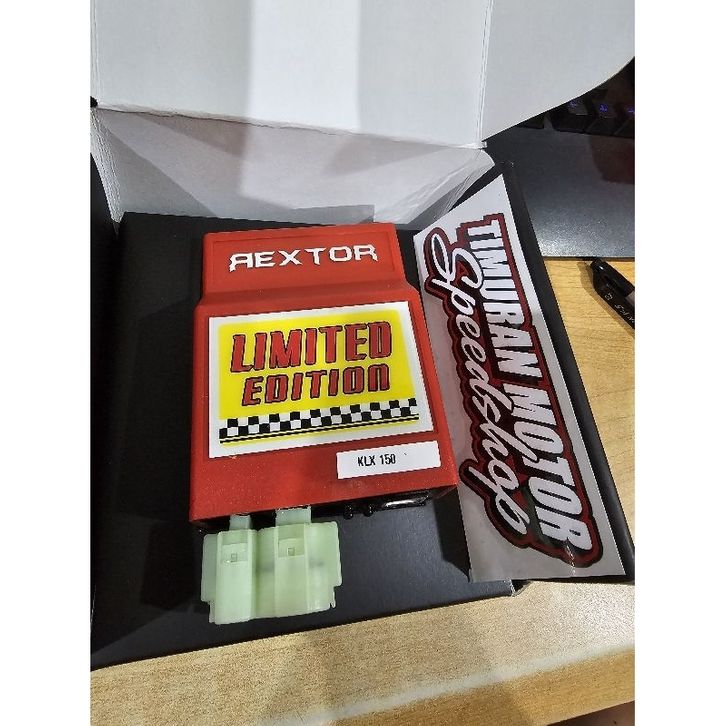 REXTOR
LIMITED
EDITION
KLX 150
TIMURAN MOTOR
Speedshop